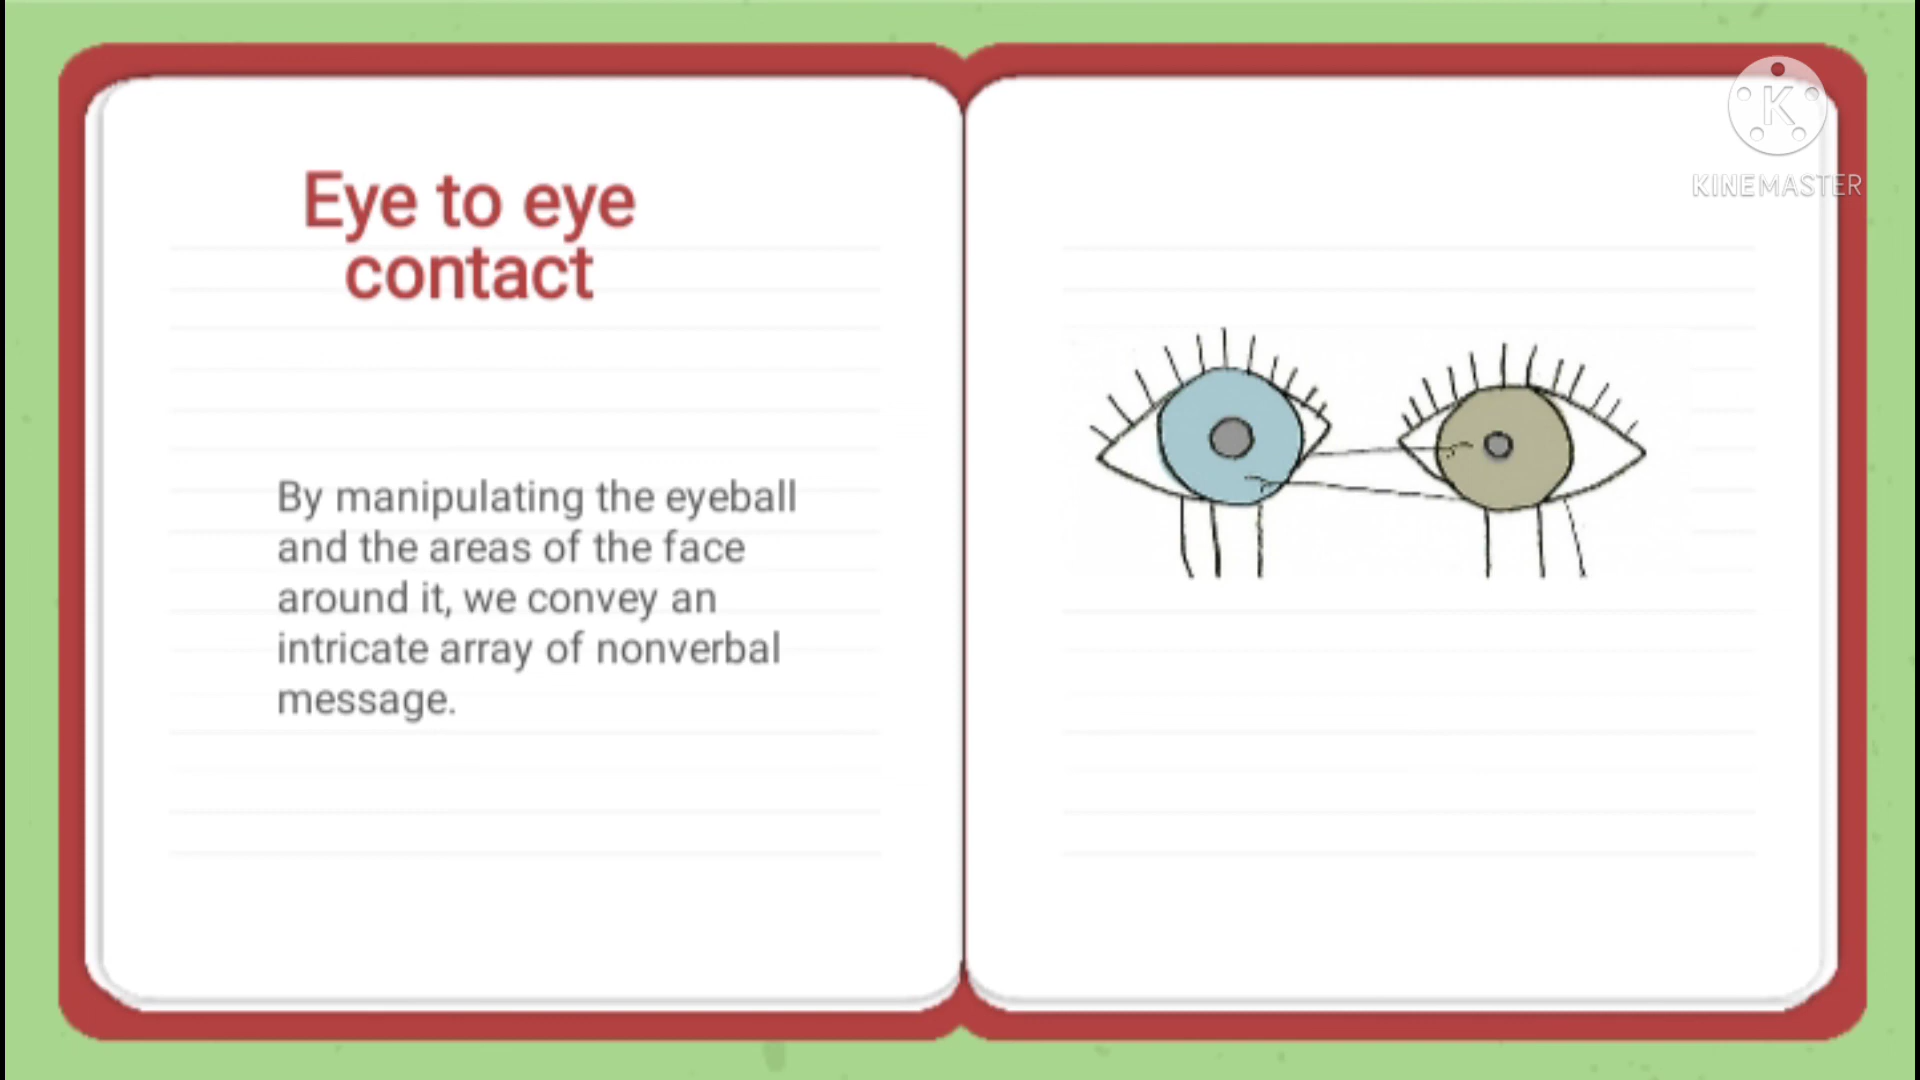 Eye to eye
contact
By manipulating the eyeball
and the areas of the face
around it, we convey an
intricate array of nonverbal
message.
K
KINEMASTER